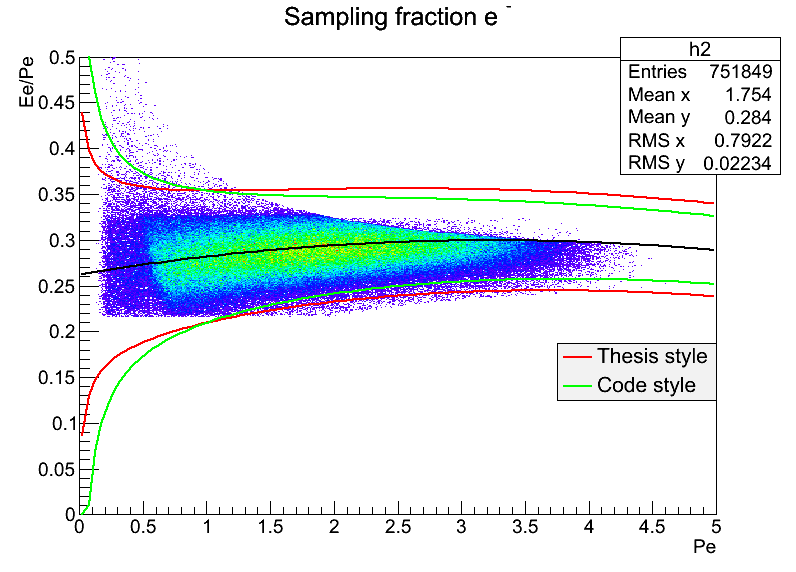 Sampling fraction e -
h2
Entries 751849
Mean x 1.754
Mean y 0.284
RMS x 0.7922
RMS y 0.02234
Ee/Pe
0.5
0.45
0.4
0.35
0.3
0.25
0.2
0.15
0.1
0.05
0
Thesis style
Code style
0 0.5 1 1.5 2 2.5 3 3.5 4 4.5 5
Pe